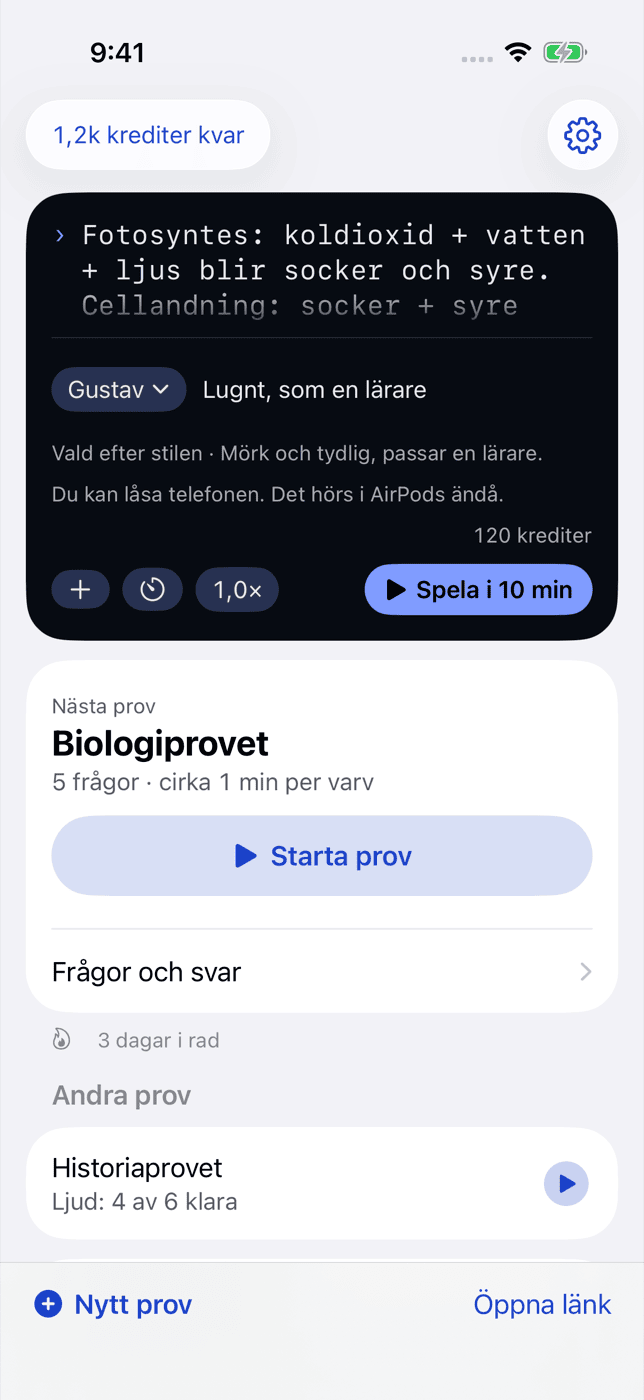 9:41
1,2k krediter kvar
› Fotosyntes: koldioxid + vatten
+ ljus blir socker och syre.
Cellandning: socker + syre
Gustav
Lugnt, som en lärare
Vald efter stilen · Mörk och tydlig, passar en lärare.
Du kan låsa telefonen. Det hörs i AirPods ändå.
120 krediter
1,0×
Spela i 10 min
Nästa prov
Biologiprovet
5 frågor · cirka 1 min per varv
Starta prov
Frågor och svar
3 dagar i rad
Andra prov
Historiaprovet
Ljud: 4 av 6 klara
Nytt prov
Öppna länk